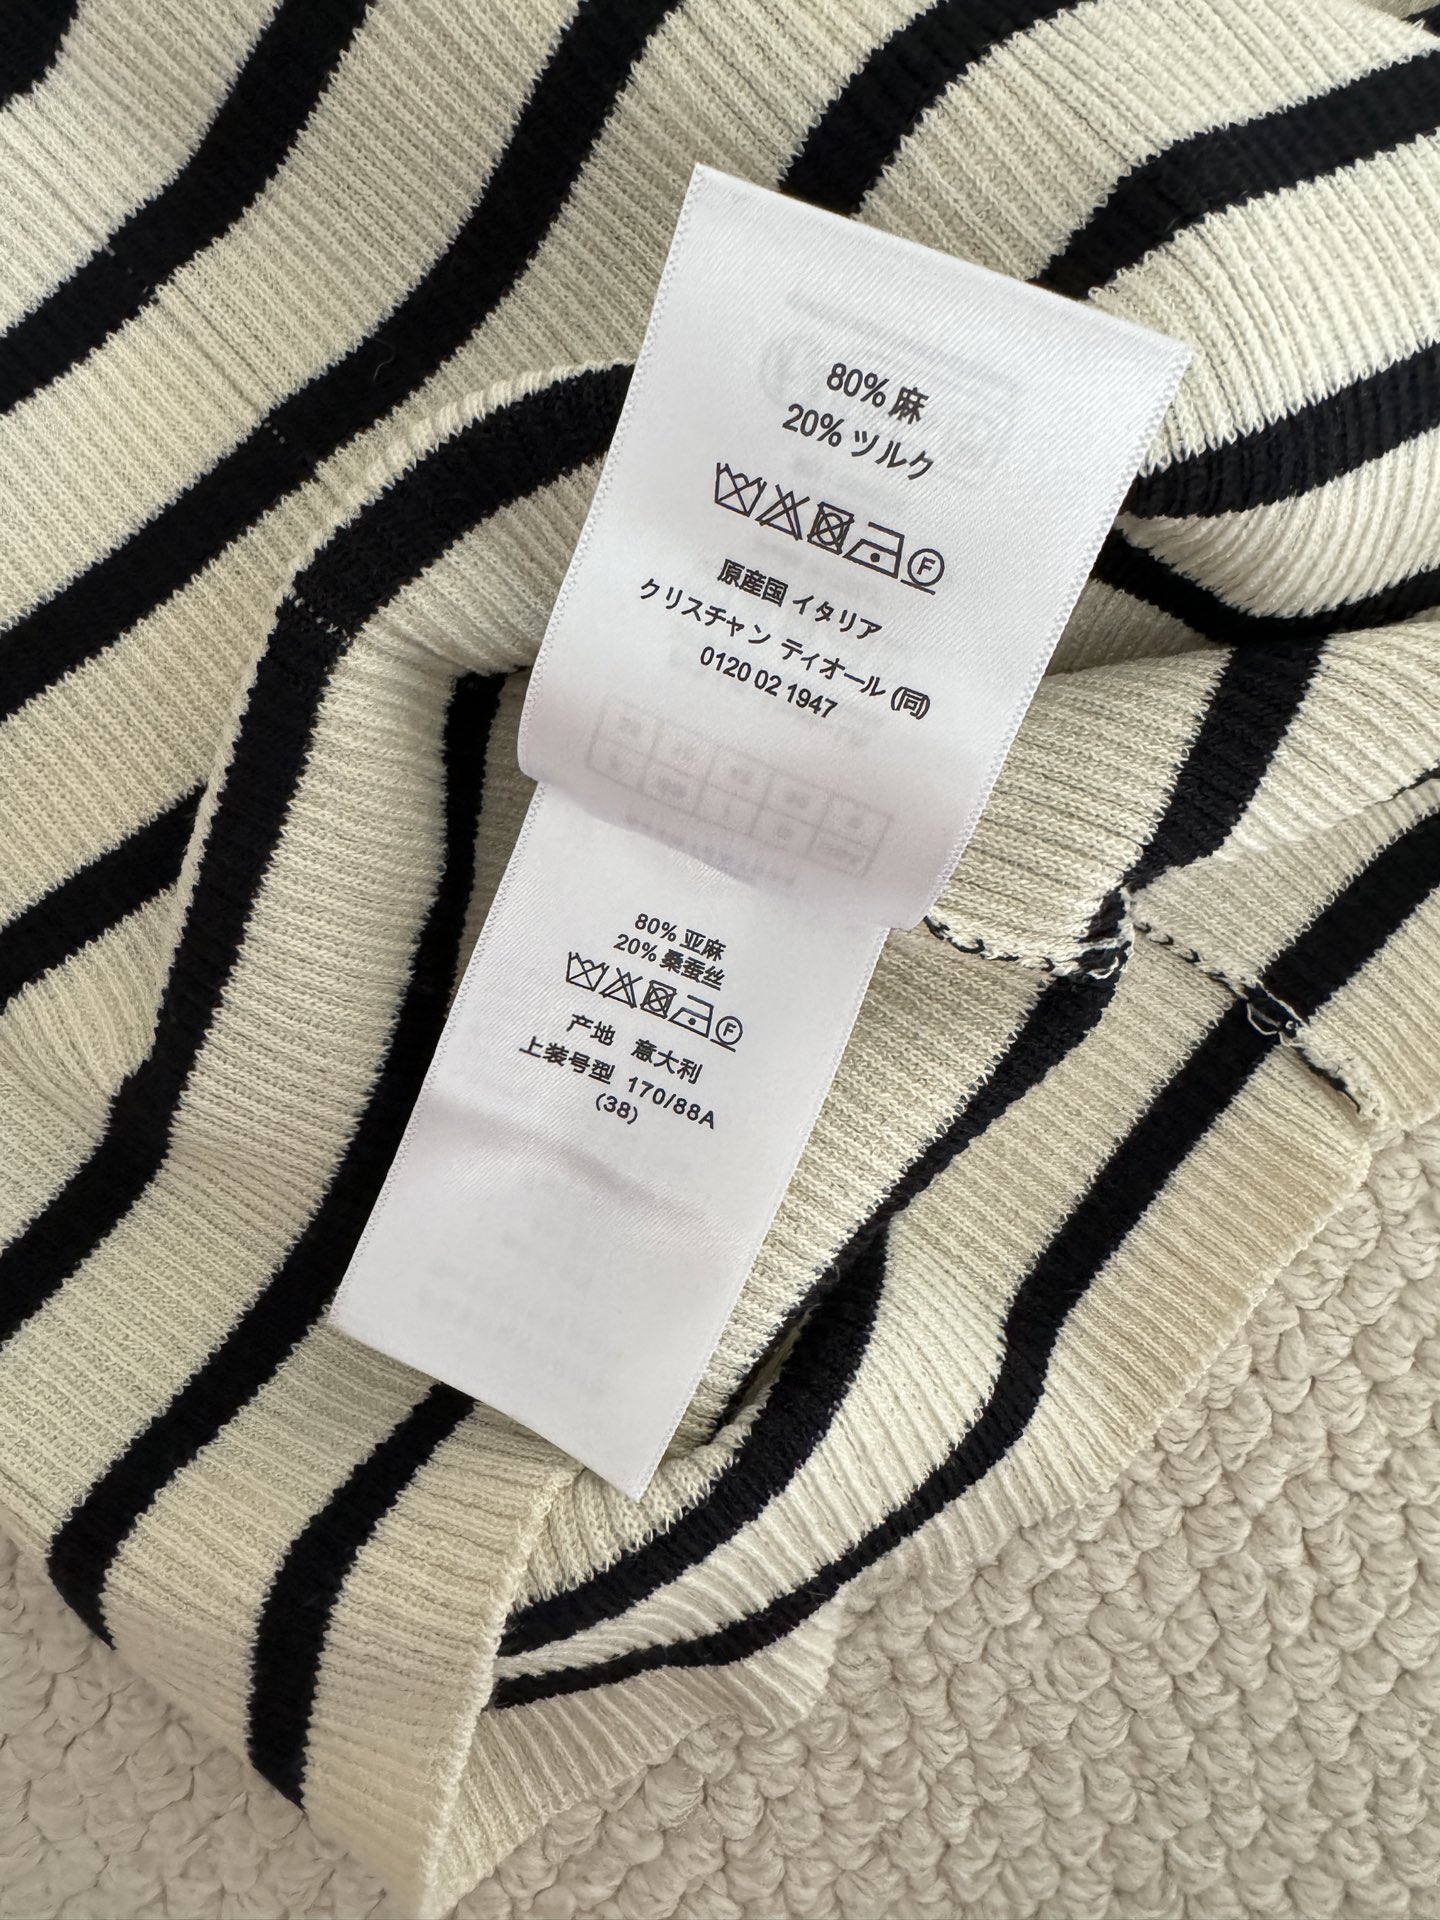 80% 麻
20% ツルク
F
原産国 イタリア
クリスチャン ディオール (同)
0120 02 1947
80% 亚麻
20% 桑蚕丝
F
产地 意大利
上装号型 170/88A
(38)